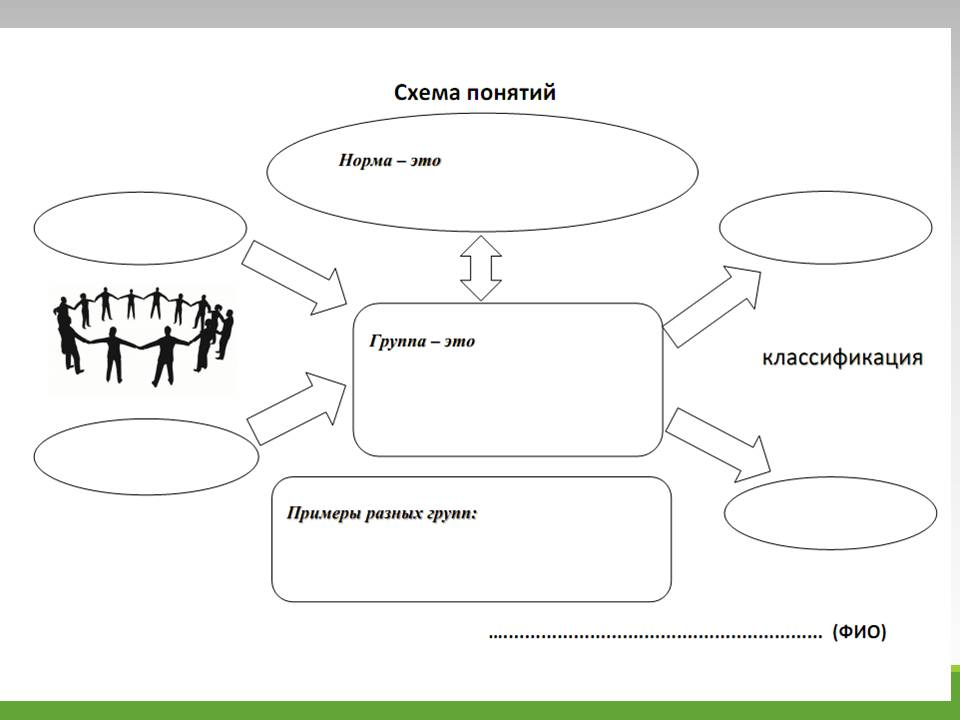 Схема понятий
Норма – это
Группа – это
классификация
Примеры разных групп:
................................................................ (ФИО)